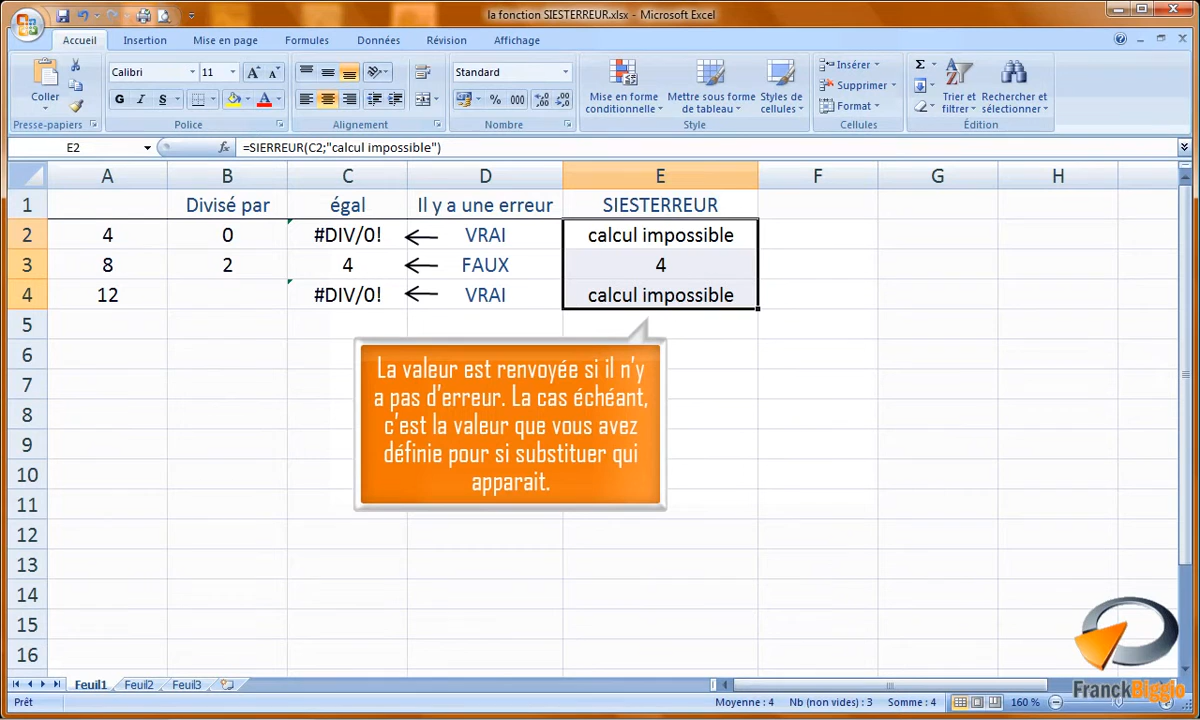 la fonction SIESTERREUR.xlsx - Microsoft Excel
Accueil Insertion Mise en page Formules Données Révision Affichage
Calibri 11 A A Standard Σ Insérer
Coller Mise en forme conditionnelle Mettre sous forme de tableau Styles de cellules Supprimer Trier et filtrer Rechercher et sélectionner
G I S A % 000 Format
Presse-papiers Police Alignement Nombre Style Cellules Édition
E2 fx =SIERREUR(C2;"calcul impossible")
A B C D E F G H
1 Divisé par égal Il y a une erreur SIESTERREUR
2 4 0 #DIV/0! VRAI calcul impossible
3 8 2 4 FAUX 4
4 12 #DIV/0! VRAI calcul impossible
5
6
7
8
9
10
11
12
13
14
15
16
La valeur est renvoyée si il n'y
a pas d'erreur. La cas échéant,
c'est la valeur que vous avez
définie pour si substituer qui
apparait.
FranckBiggio
Feuil1 Feuil2 Feuil3
Prêt Moyenne : 4 Nb (non vides) : 3 Somme : 4 160 %